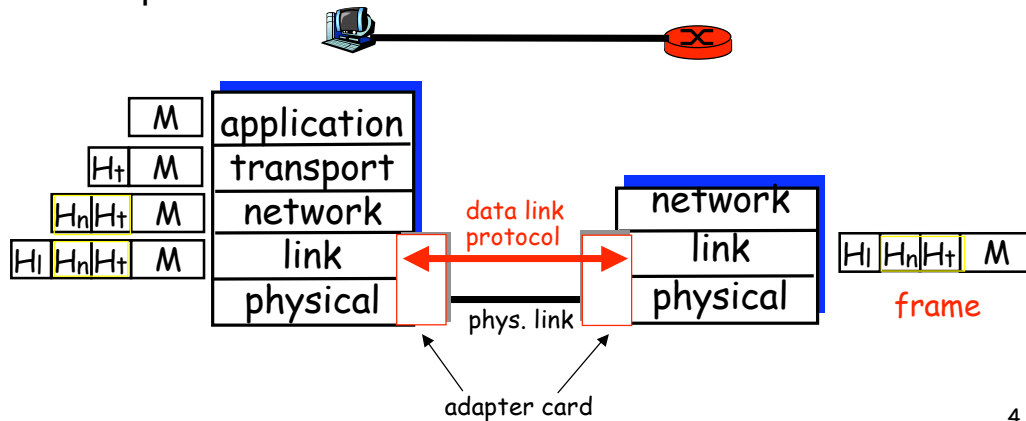 M
application
Ht M
transport
Hn Ht M
network
Hl Hn Ht M
link
physical
data link
protocol
phys. link
adapter card
network
link
physical
Hl Hn Ht M
frame
4